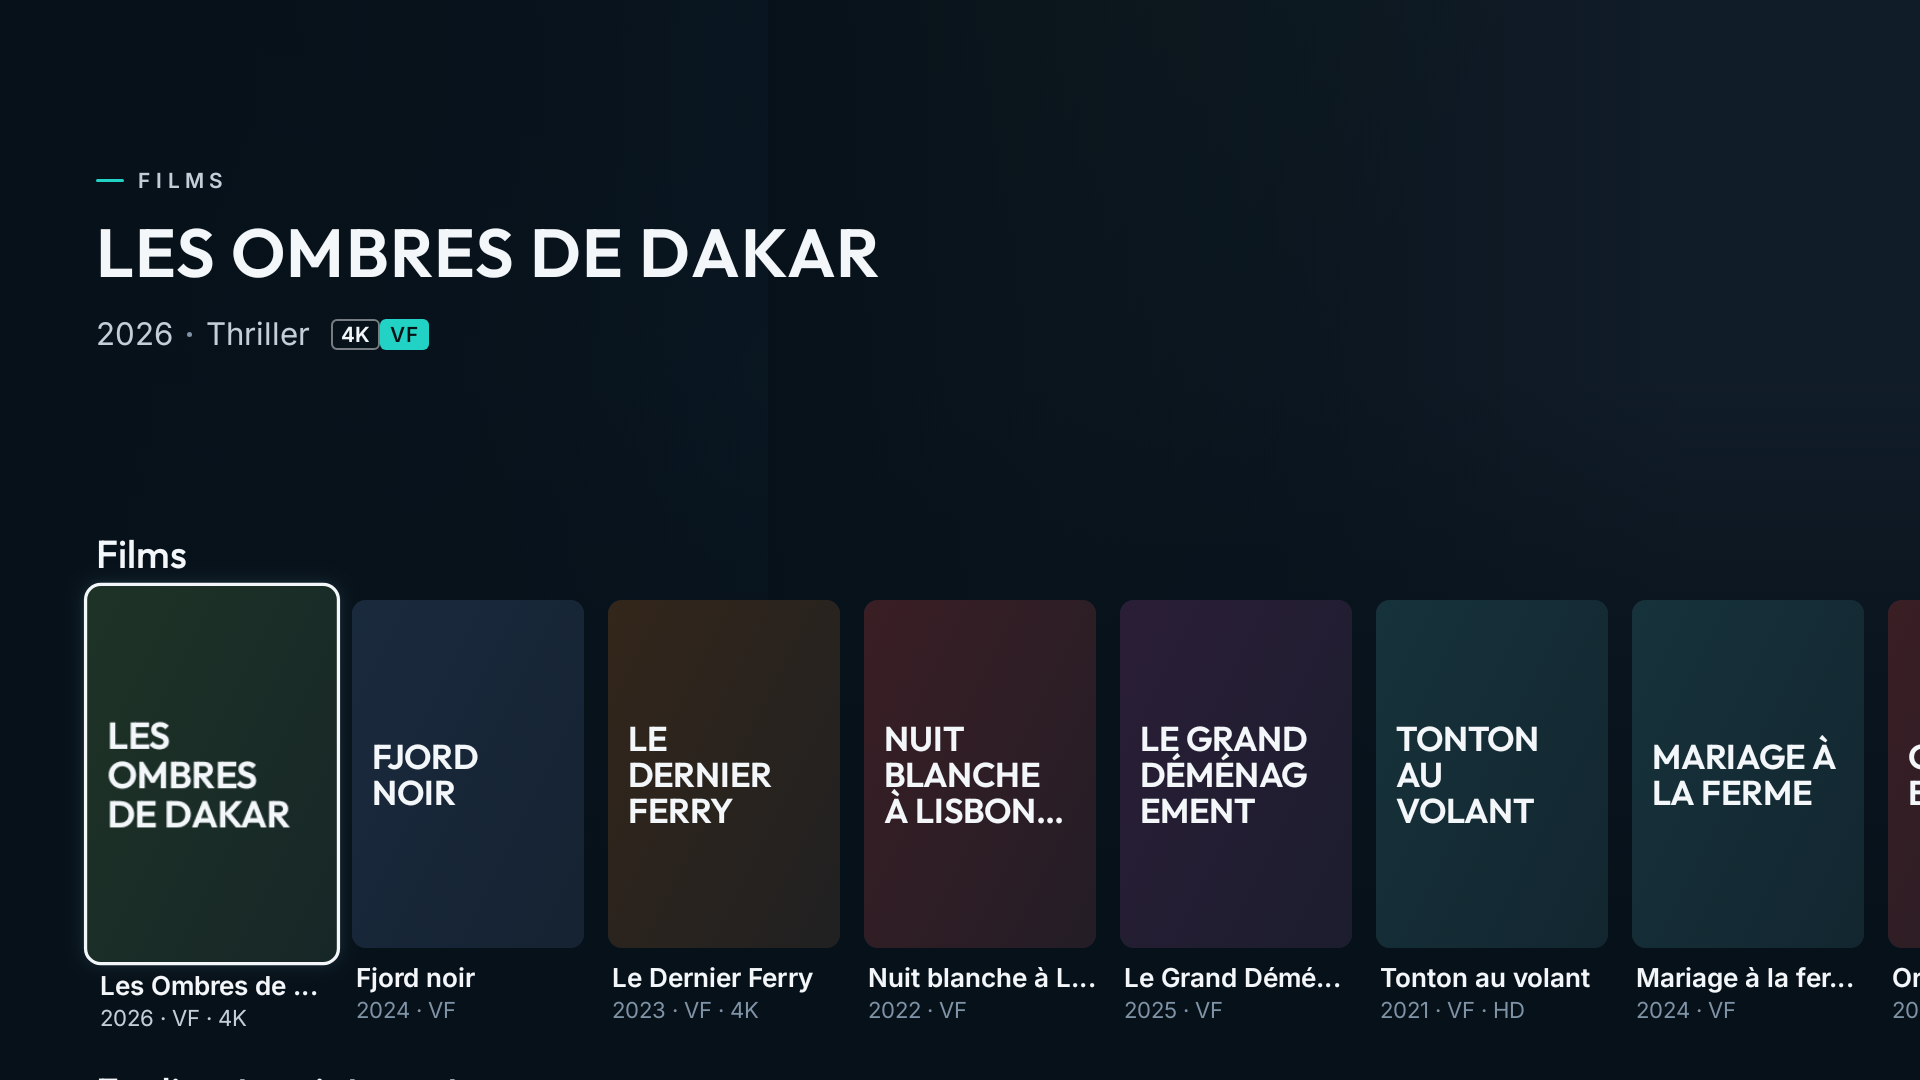 FILMS
LES OMBRES DE DAKAR
2026 · Thriller 4K VF
Films
LES
OMBRES
DE DAKAR
FJORD
NOIR
LE
DERNIER
FERRY
NUIT
BLANCHE
À LISBON...
LE GRAND
DÉMÉNAG
EMENT
TONTON
AU
VOLANT
MARIAGE À
LA FERME
Les Ombres de ...
2026 · VF · 4K
Fjord noir
2024 · VF
Le Dernier Ferry
2023 · VF · 4K
Nuit blanche à L...
2022 · VF
Le Grand Démé...
2025 · VF
Tonton au volant
2021 · VF · HD
Mariage à la fer...
2024 · VF